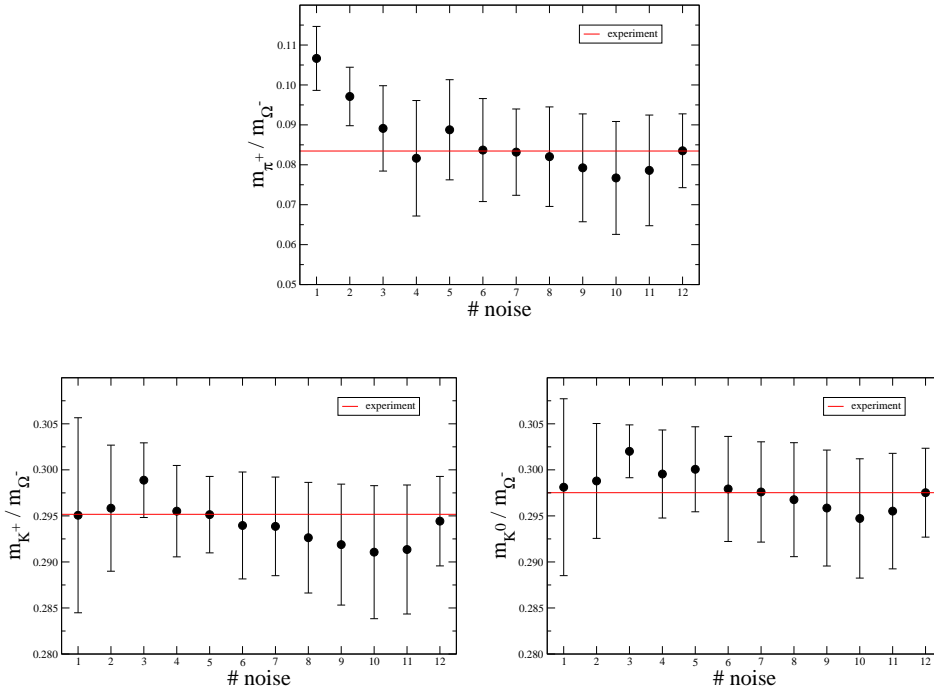 experiment
0.11
0.10
0.09
0.08
0.07
0.06
0.05
m_π+ / m_Ω-
1 2 3 4 5 6 7 8 9 10 11 12
# noise
experiment
0.305
0.300
0.295
0.290
0.285
0.280
m_K+ / m_Ω-
1 2 3 4 5 6 7 8 9 10 11 12
# noise
experiment
0.305
0.300
0.295
0.290
0.285
0.280
m_K0 / m_Ω-
1 2 3 4 5 6 7 8 9 10 11 12
# noise